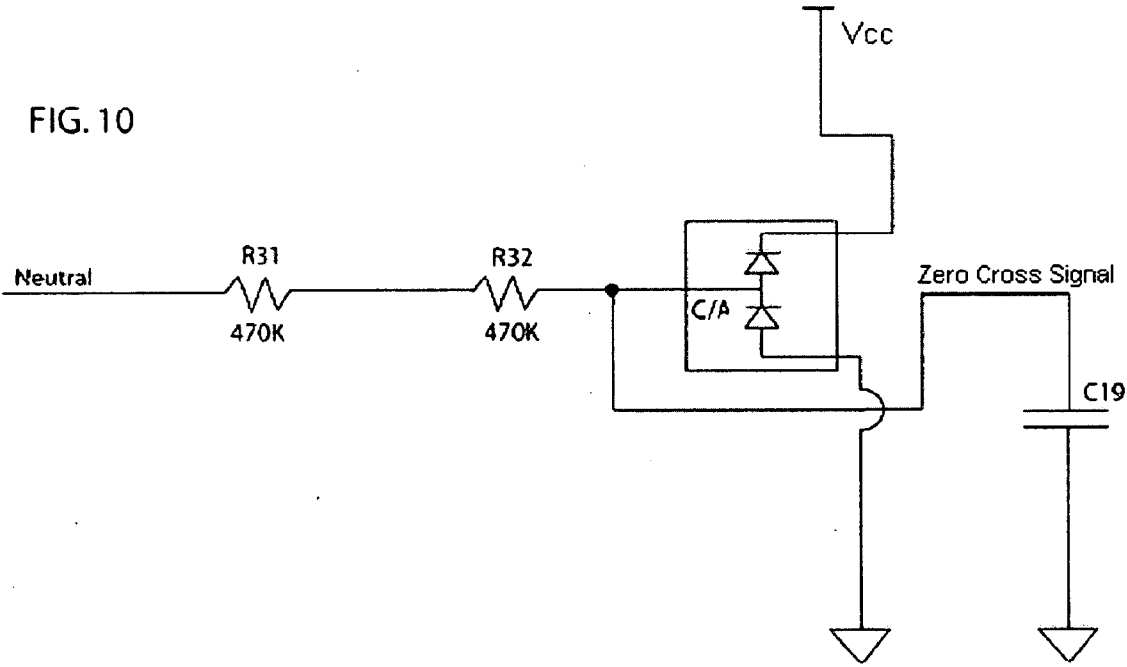 Vcc
FIG. 10
R31
R32
Neutral
Zero Cross Signal
C/A
470K
470K
C19